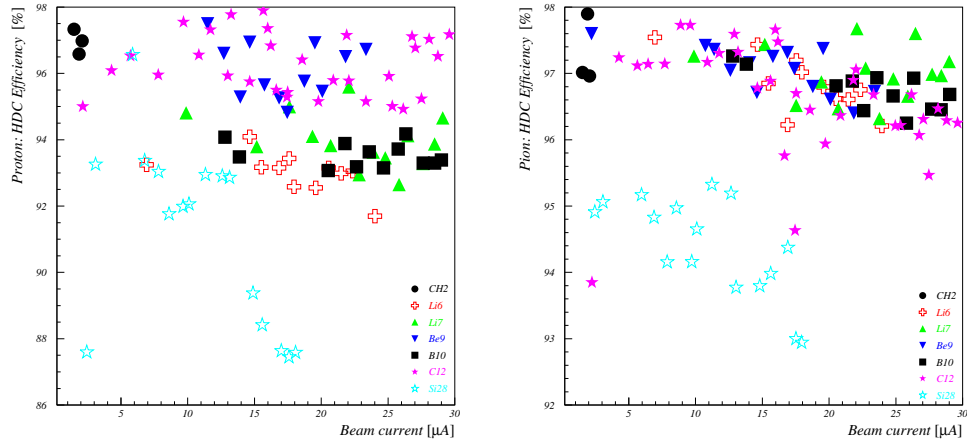 Proton: HDC Efficiency [%]
98
96
94
92
90
88
86
5
10
15
20
25
30
Beam current [μA]
CH2
Li6
Li7
Be9
B10
C12
Si28
Pion: HDC Efficiency [%]
98
97
96
95
94
93
92
5
10
15
20
25
30
Beam current [μA]
CH2
Li6
Li7
Be9
B10
C12
Si28